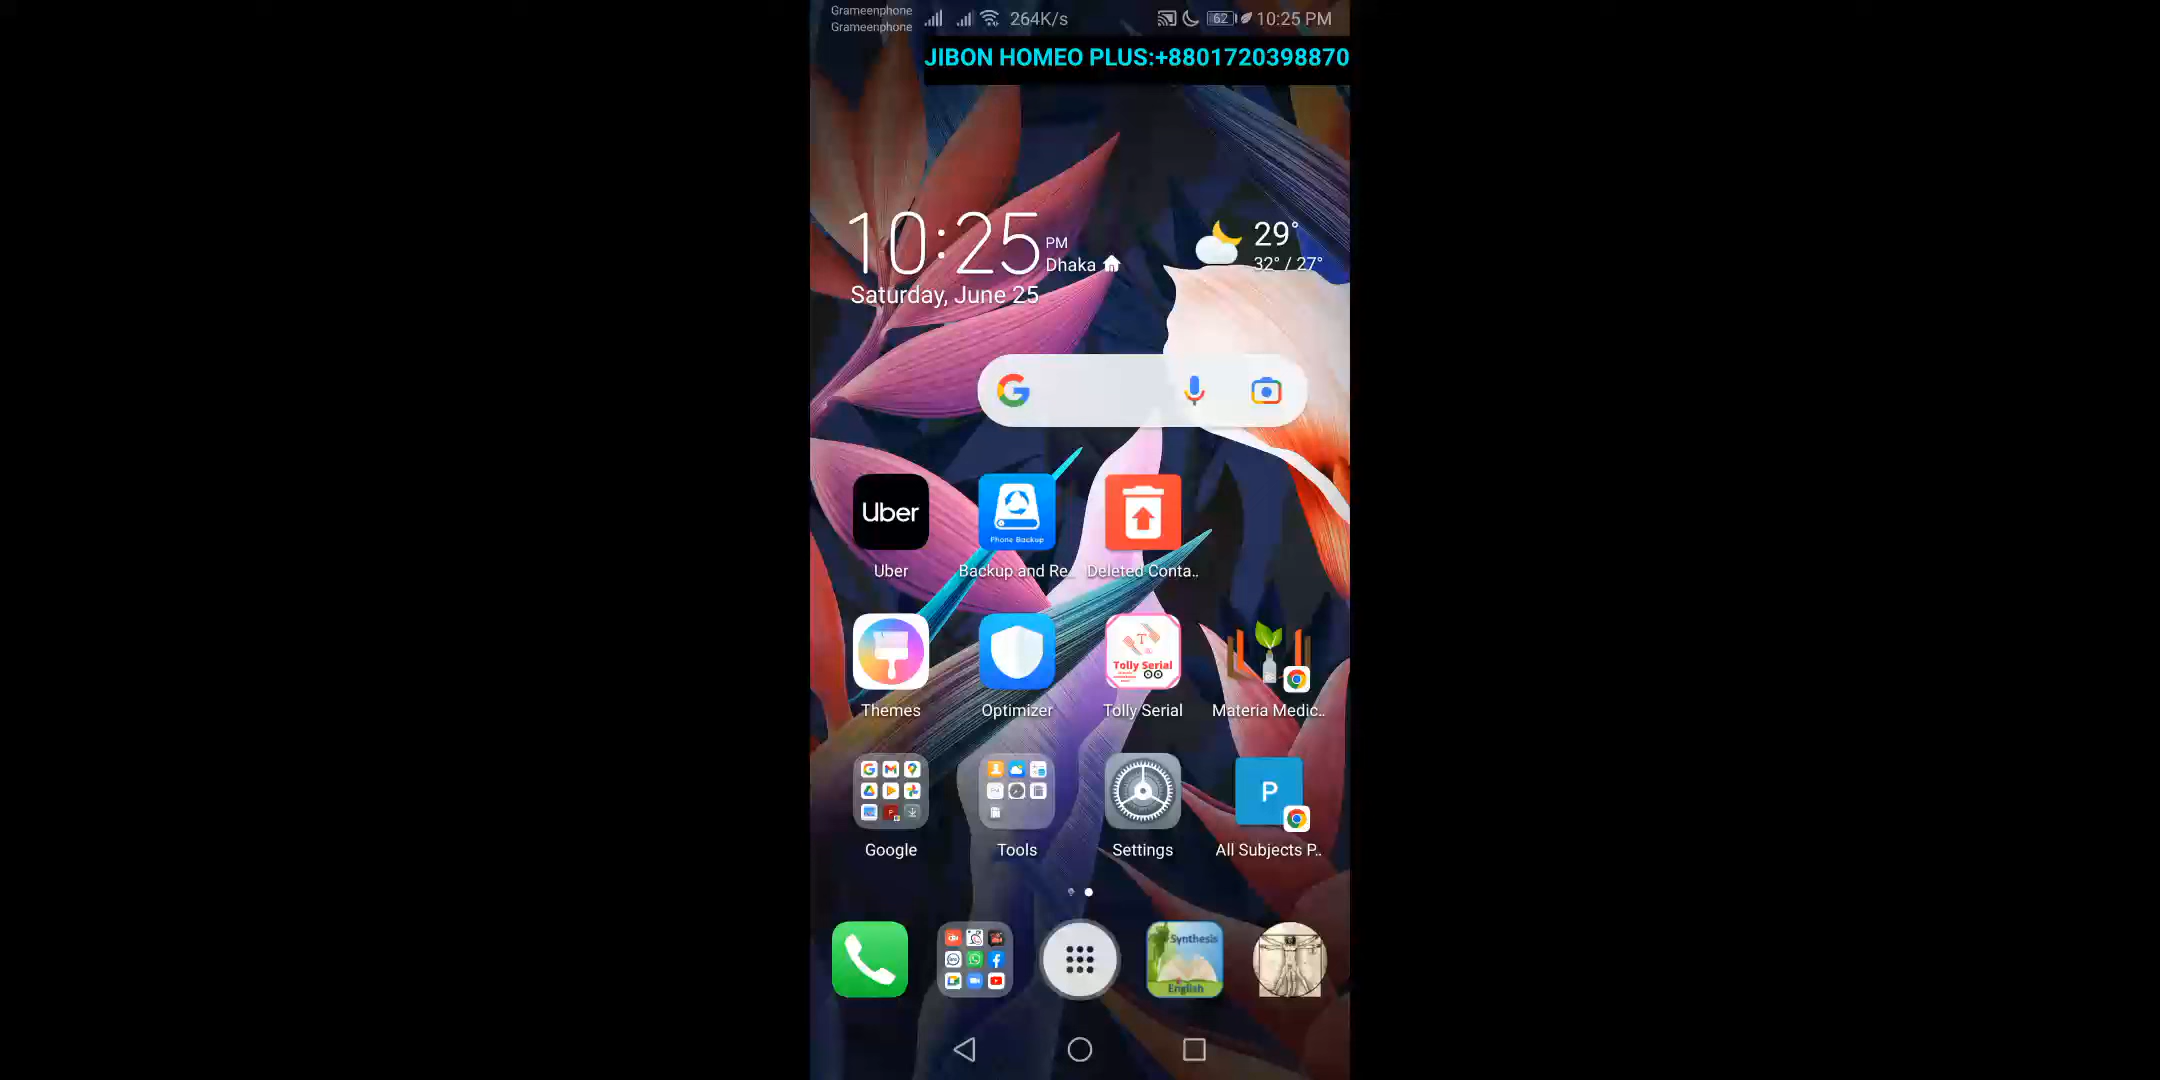 Grameenphone
Grameenphone
264K/s
62
10:25 PM
JIBON HOMEO PLUS:+8801720398870
10:25
PM
Dhaka
Saturday, June 25
29°
32° / 27°
Uber
Phone Backup
Uber
Backup and Re..
Deleted Conta..
Tolly Serial
Themes
Optimizer
Tolly Serial
Materia Medic..
P
Google
Tools
Settings
All Subjects P..
Synthesis
English